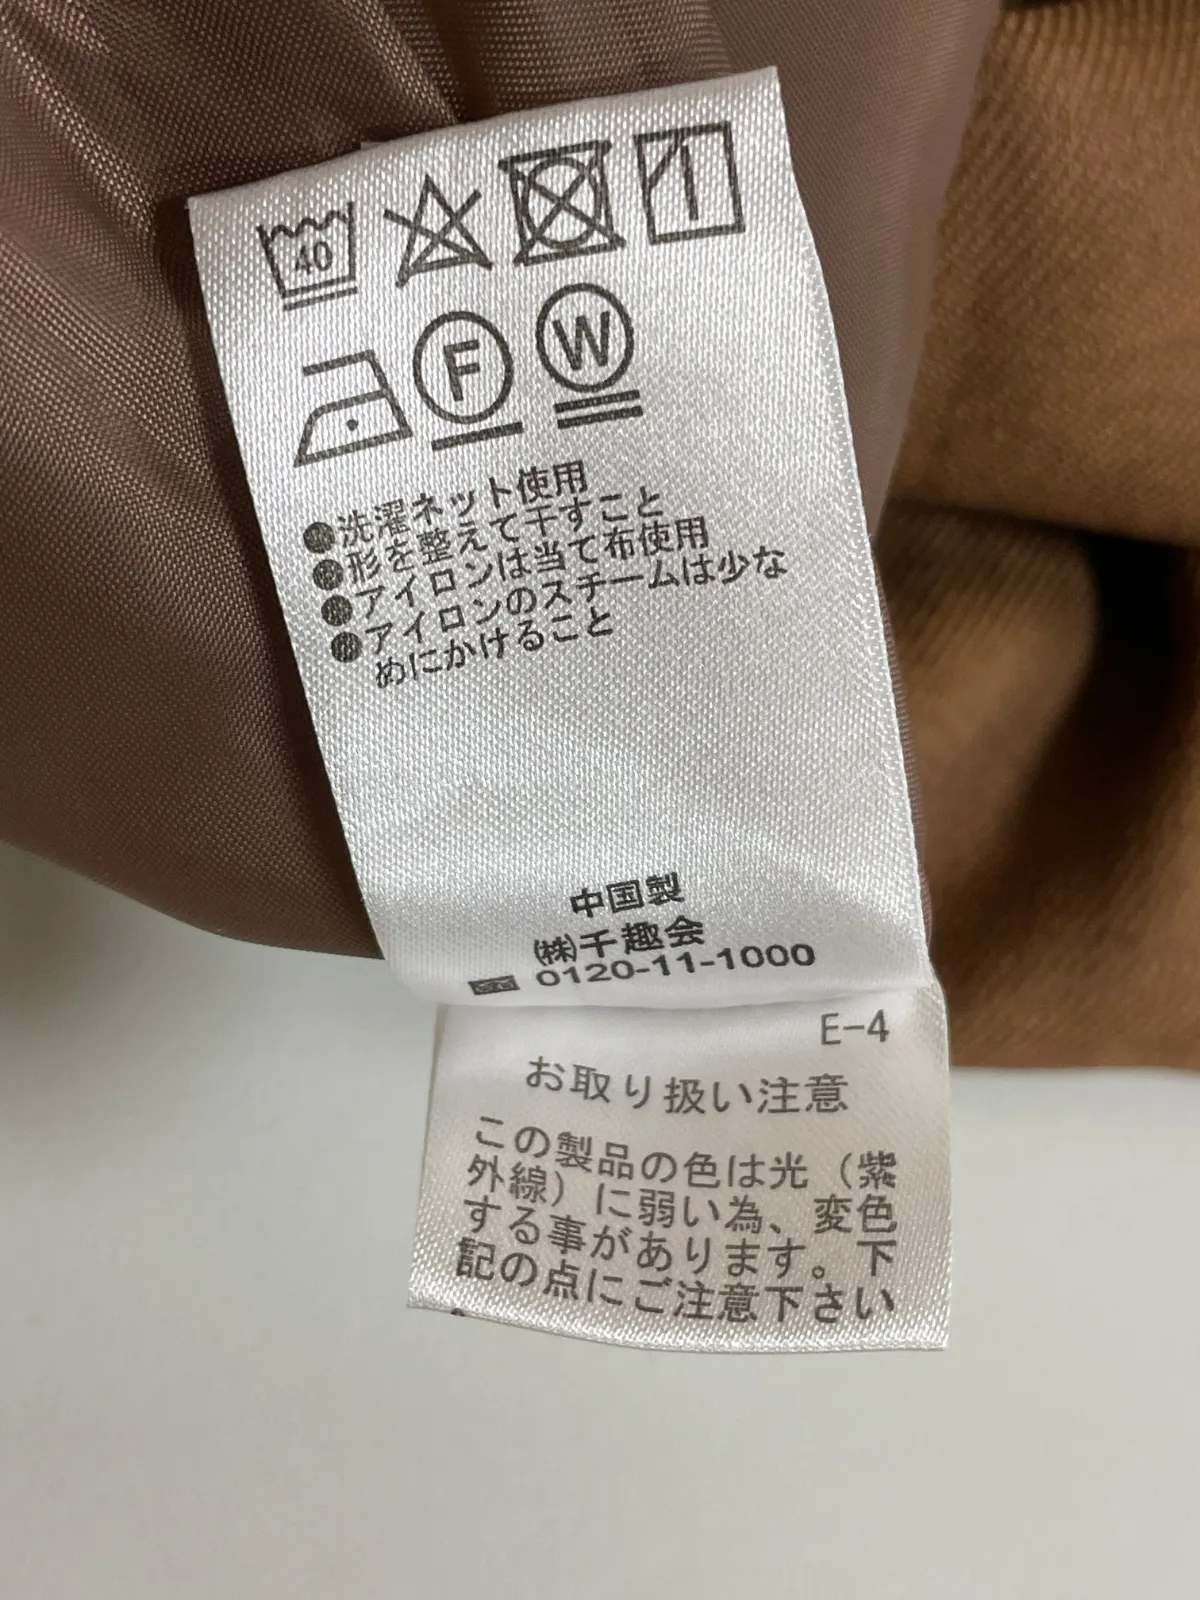 40
F
W
●洗濯ネット使用
●形を整えて干すこと
●アイロンは当て布使用
●アイロンのスチームは少な
めにかけること
中国製
(株)千趣会
0120-11-1000
E-4
お取り扱い注意
この製品の色は光（紫
外線）に弱い為、変色
する事があります。下
記の点にご注意下さい